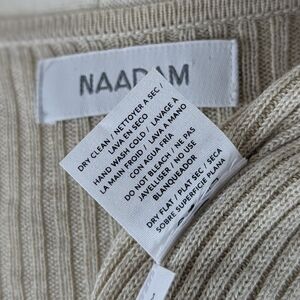 NAADAM
DRY CLEAN / NETTOYER A SEC /
LAVA EN SECO
HAND WASH COLD / LAVAGE À
LA MAIN FROID / LAVA A MANO
CON AGUA FRÍA
DO NOT BLEACH / NE PAS
JAVELLISER / NO USE
BLANQUEADOR
DRY FLAT / PLAT SEC / SECA
SOBRE SUPERFICIE PLANA